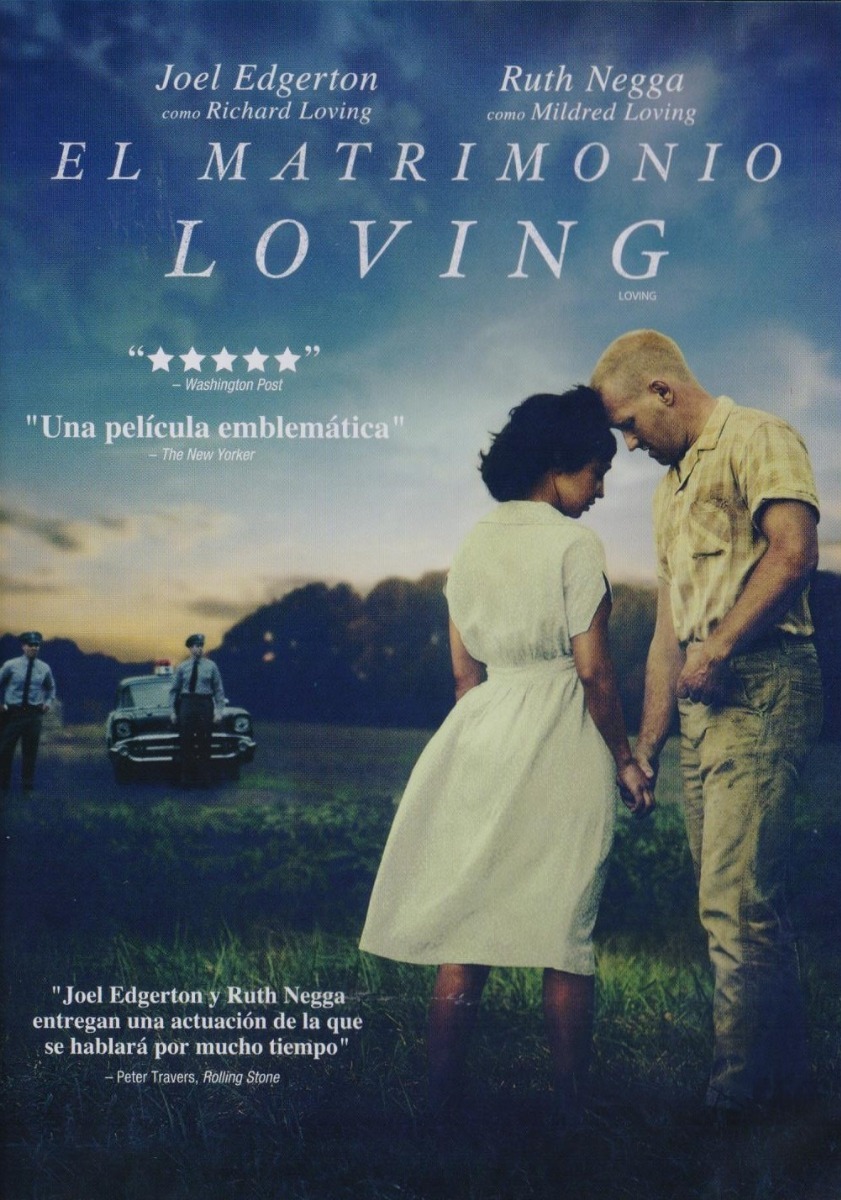 Joel Edgerton
como Richard Loving
Ruth Negga
como Mildred Loving
EL MATRIMONIO
LOVING
LOVING
“★★★★★”
– Washington Post
"Una película emblemática"
– The New Yorker
"Joel Edgerton y Ruth Negga
entregan una actuación de la que
se hablará por mucho tiempo"
– Peter Travers, Rolling Stone